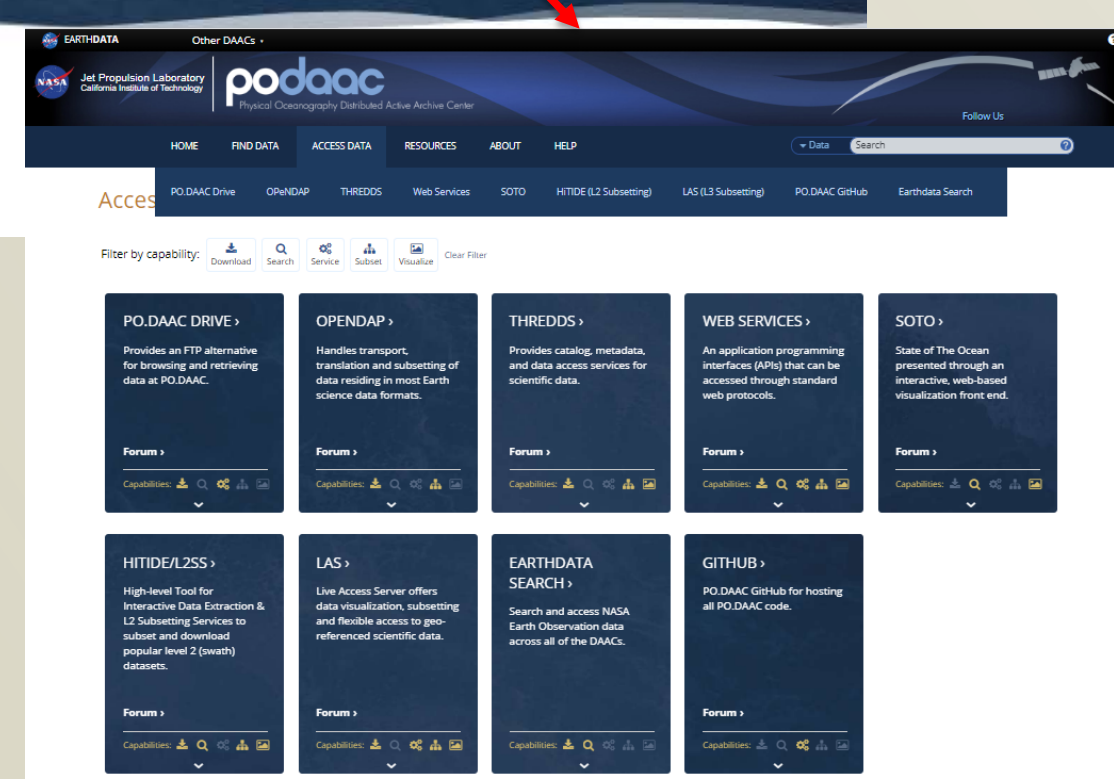 EARTHDATA Other DAACs
NASA Jet Propulsion Laboratory
California Institute of Technology
podaac
Physical Oceanography Distributed Active Archive Center
Follow Us
HOME FIND DATA ACCESS DATA RESOURCES ABOUT HELP Data Search ?
Acces
PO.DAAC Drive OPeNDAP THREDDS Web Services SOTO HiTIDE (L2 Subsetting) LAS (L3 Subsetting) PO.DAAC GitHub Earthdata Search
Filter by capability: Download Search Service Subset Visualize Clear Filter
PO.DAAC DRIVE ›
Provides an FTP alternative
for browsing and retrieving
data at PO.DAAC.
Forum ›
Capabilities:
OPENDAP ›
Handles transport,
translation and subsetting of
data residing in most Earth
science data formats.
Forum ›
Capabilities:
THREDDS ›
Provides catalog, metadata,
and data access services for
scientific data.
Forum ›
Capabilities:
WEB SERVICES ›
An application programming
interfaces (APIs) that can be
accessed through standard
web protocols.
Forum ›
Capabilities:
SOTO ›
State of The Ocean
presented through an
interactive, web-based
visualization front end.
Forum ›
Capabilities:
HITIDE/L2SS ›
High-level Tool for
Interactive Data Extraction &
L2 Subsetting Services to
subset and download
popular level 2 (swath)
datasets.
Forum ›
Capabilities:
LAS ›
Live Access Server offers
data visualization, subsetting
and flexible access to geo-
referenced scientific data.
Forum ›
Capabilities:
EARTHDATA
SEARCH ›
Search and access NASA
Earth Observation data
across all of the DAACs.
Capabilities:
GITHUB ›
PO.DAAC GitHub for hosting
all PO.DAAC code.
Forum ›
Capabilities: